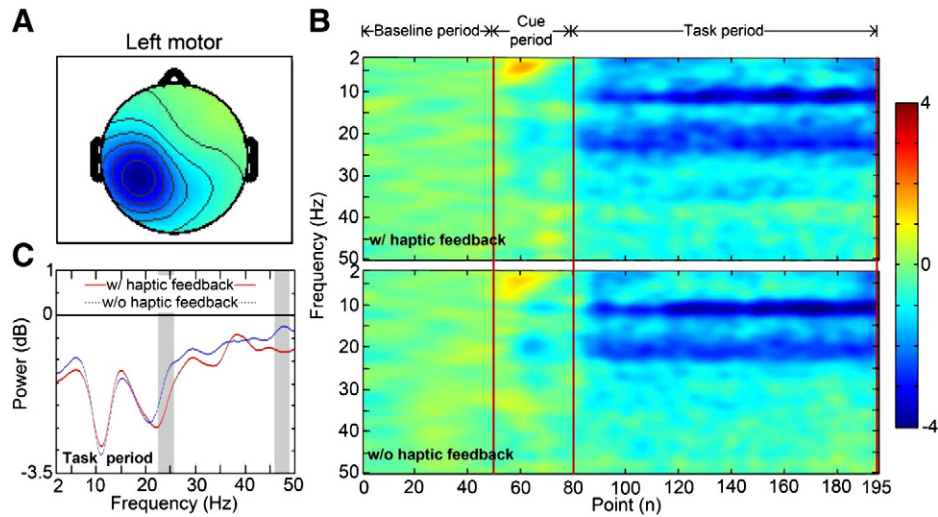 A
Left motor
B
Baseline period
Cue period
Task period
2
10
20
30
40
50
w/ haptic feedback
Frequency (Hz)
2
10
20
30
40
50
w/o haptic feedback
0 20 40 60 80 100 120 140 160 180 195
Point (n)
4
0
-4
C
1
0
-3.5
Power (dB)
w/ haptic feedback
w/o haptic feedback
Task period
2 10 20 30 40 50
Frequency (Hz)